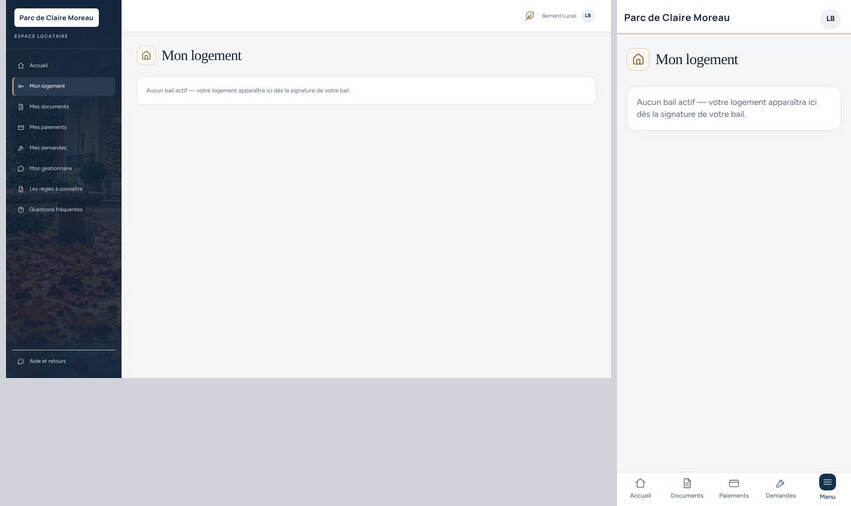 Parc de Claire Moreau
ESPACE LOCATAIRE
Accueil
Mon logement
Mes documents
Mes paiements
Mes demandes
Mon gestionnaire
Les règles à connaître
Questions fréquentes
Aide et retours
Bernard Lucas LB
Mon logement
Aucun bail actif — votre logement apparaîtra ici dès la signature de votre bail.
Parc de Claire Moreau LB
Mon logement
Aucun bail actif — votre logement apparaîtra ici
dès la signature de votre bail.
Accueil Documents Paiements Demandes Menu